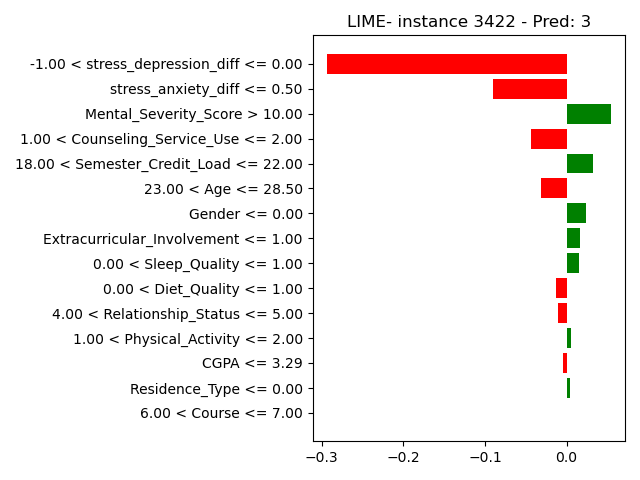 LIME- instance 3422 - Pred: 3
-1.00 < stress_depression_diff <= 0.00
stress_anxiety_diff <= 0.50
Mental_Severity_Score > 10.00
1.00 < Counseling_Service_Use <= 2.00
18.00 < Semester_Credit_Load <= 22.00
23.00 < Age <= 28.50
Gender <= 0.00
Extracurricular_Involvement <= 1.00
0.00 < Sleep_Quality <= 1.00
0.00 < Diet_Quality <= 1.00
4.00 < Relationship_Status <= 5.00
1.00 < Physical_Activity <= 2.00
CGPA <= 3.29
Residence_Type <= 0.00
6.00 < Course <= 7.00
−0.3 −0.2 −0.1 0.0